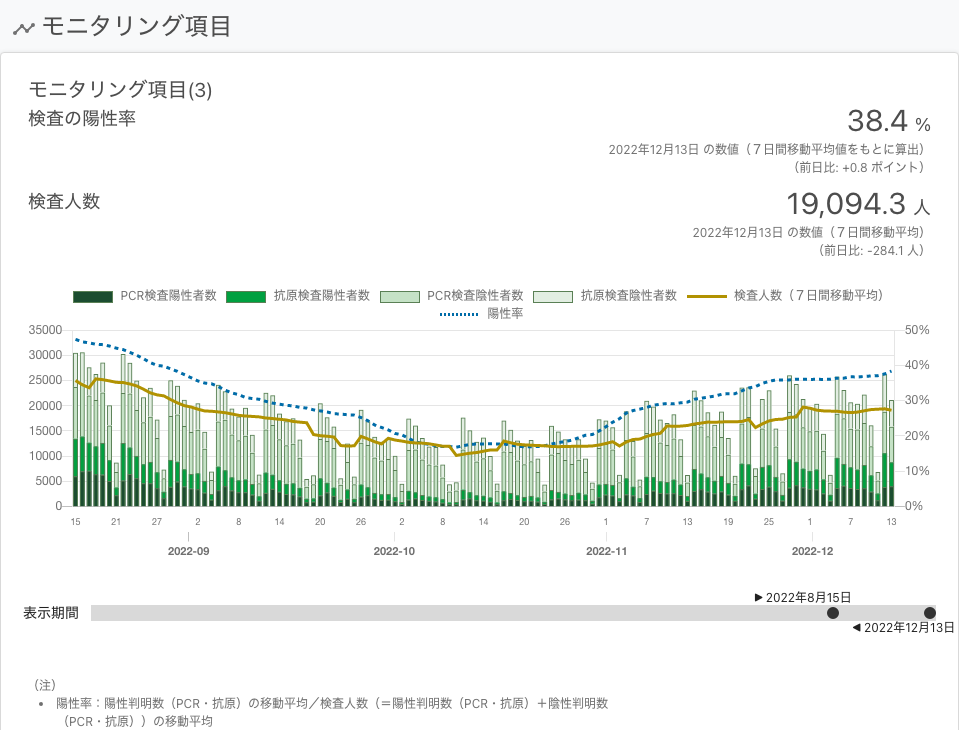 モニタリング項目
モニタリング項目(3)
検査の陽性率
38.4 %
2022年12月13日 の数値（７日間移動平均値をもとに算出）
（前日比: +0.8 ポイント）
検査人数
19,094.3 人
2022年12月13日 の数値（７日間移動平均）
（前日比: -284.1 人）
PCR検査陽性者数 抗原検査陽性者数 PCR検査陰性者数 抗原検査陰性者数 検査人数（７日間移動平均）
陽性率
35000 50%
30000 40%
25000
20000 30%
15000 20%
10000
5000 10%
0 0%
15 21 27 2 8 14 20 26 2 8 14 20 26 1 7 13 19 25 1 7 13
2022-09 2022-10 2022-11 2022-12
▶ 2022年8月15日
表示期間
◀ 2022年12月13日
（注）
• 陽性率：陽性判明数（PCR・抗原）の移動平均／検査人数（＝陽性判明数（PCR・抗原）＋陰性判明数
（PCR・抗原））の移動平均